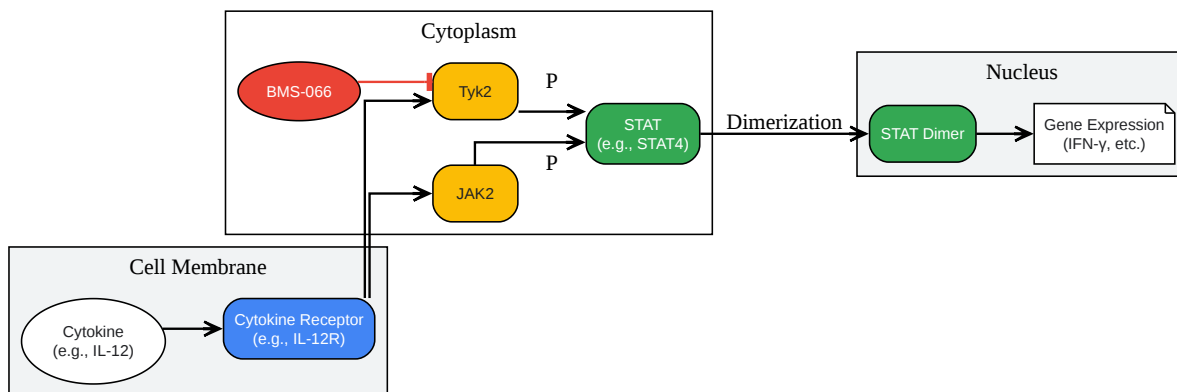 Cytoplasm
BMS-066
Tyk2
P
STAT
(e.g., STAT4)
JAK2
P
Dimerization
Nucleus
STAT Dimer
Gene Expression
(IFN-γ, etc.)
Cell Membrane
Cytokine
(e.g., IL-12)
Cytokine Receptor
(e.g., IL-12R)